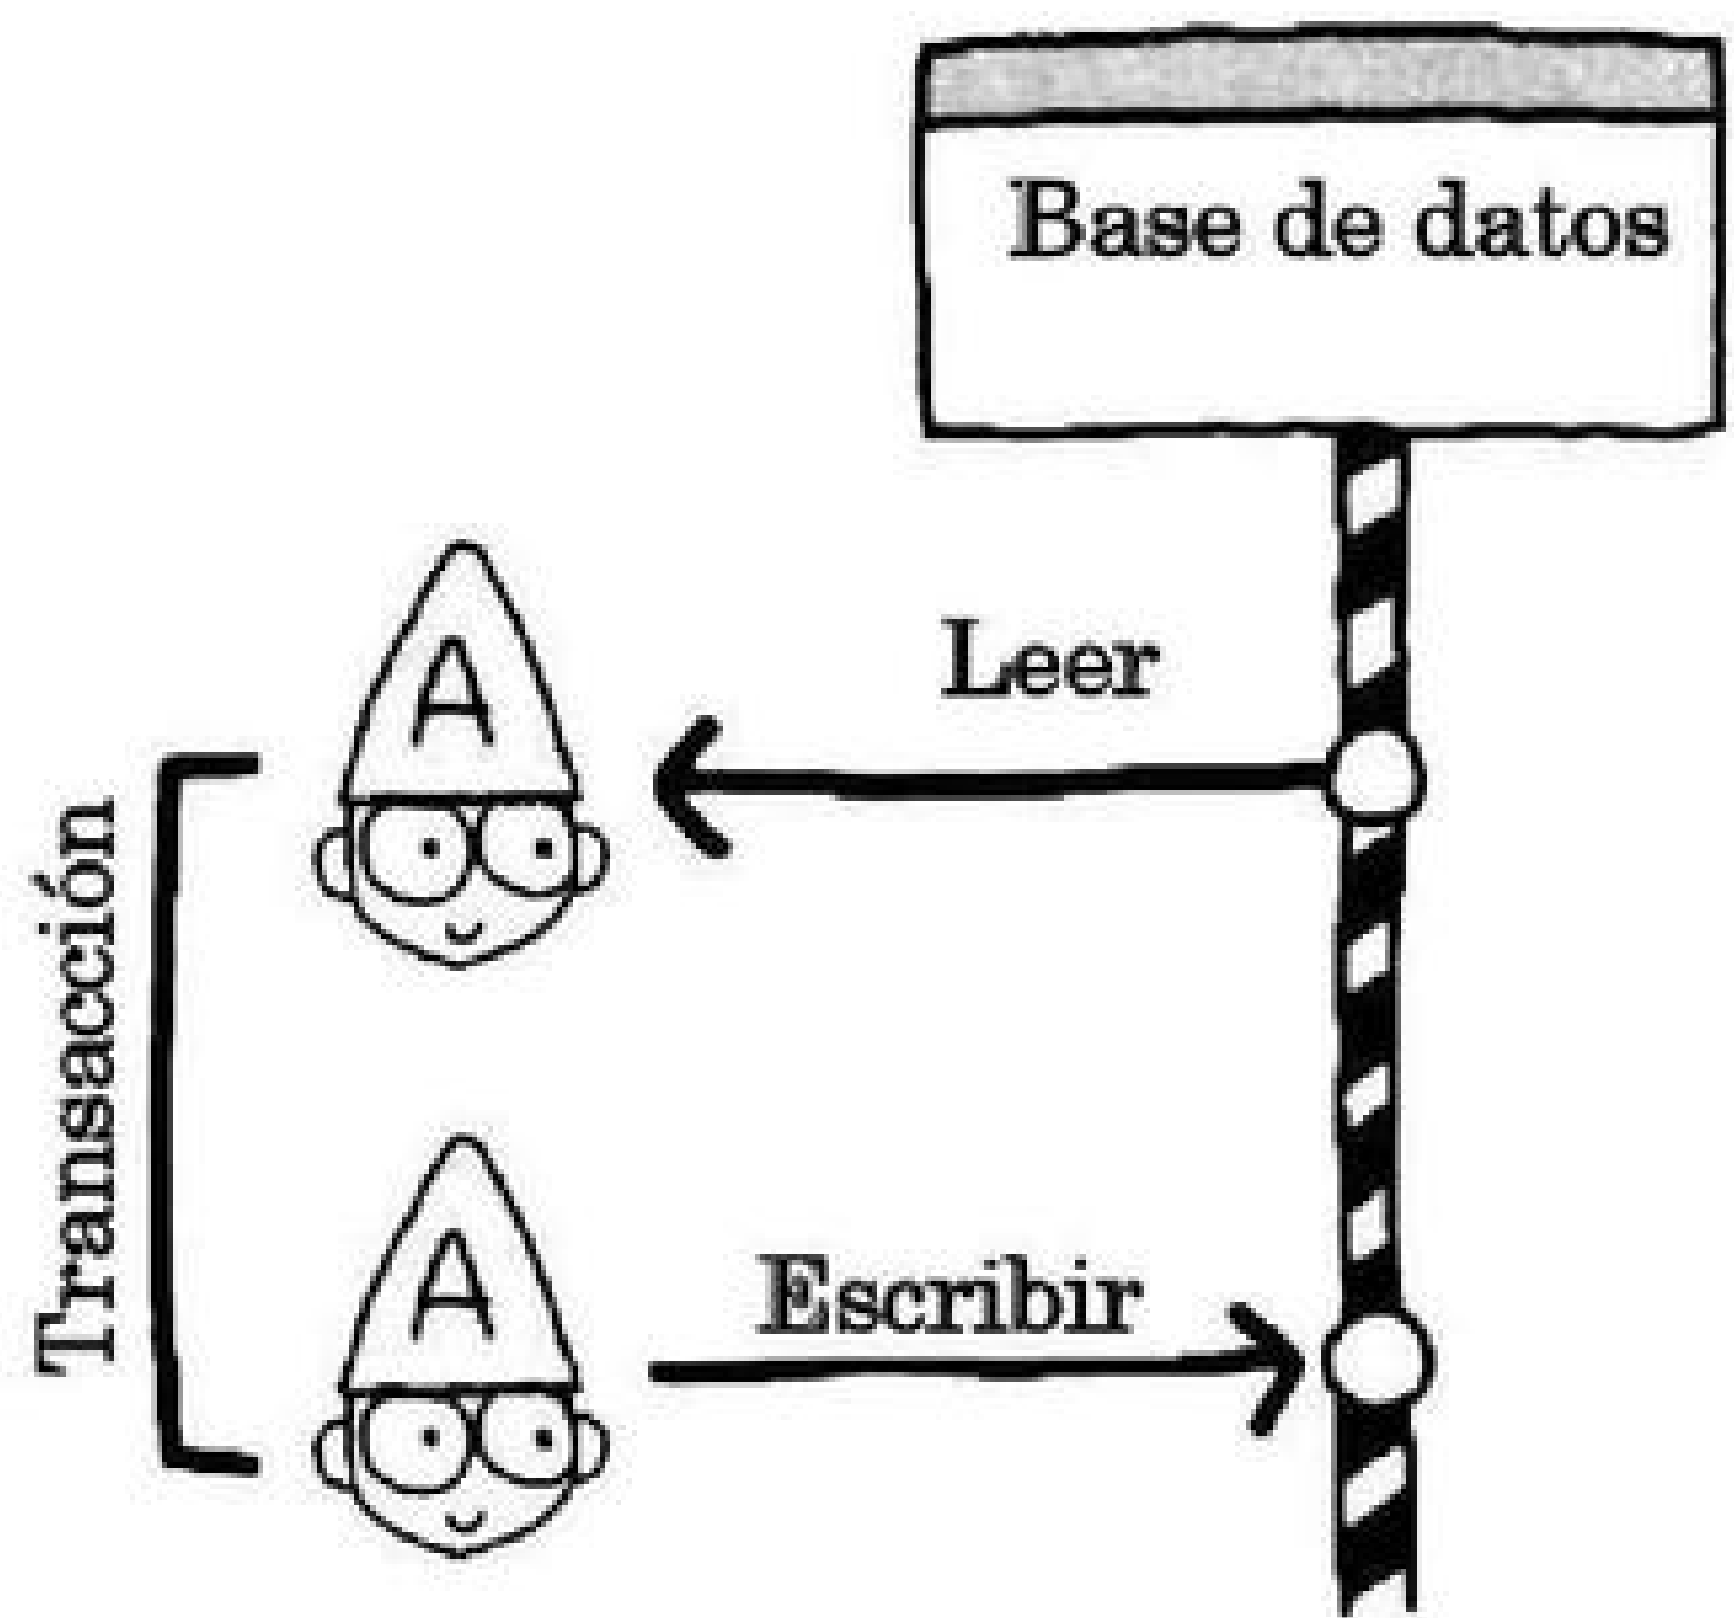 Base de datos
Leer
A
Transacción
A
Escribir